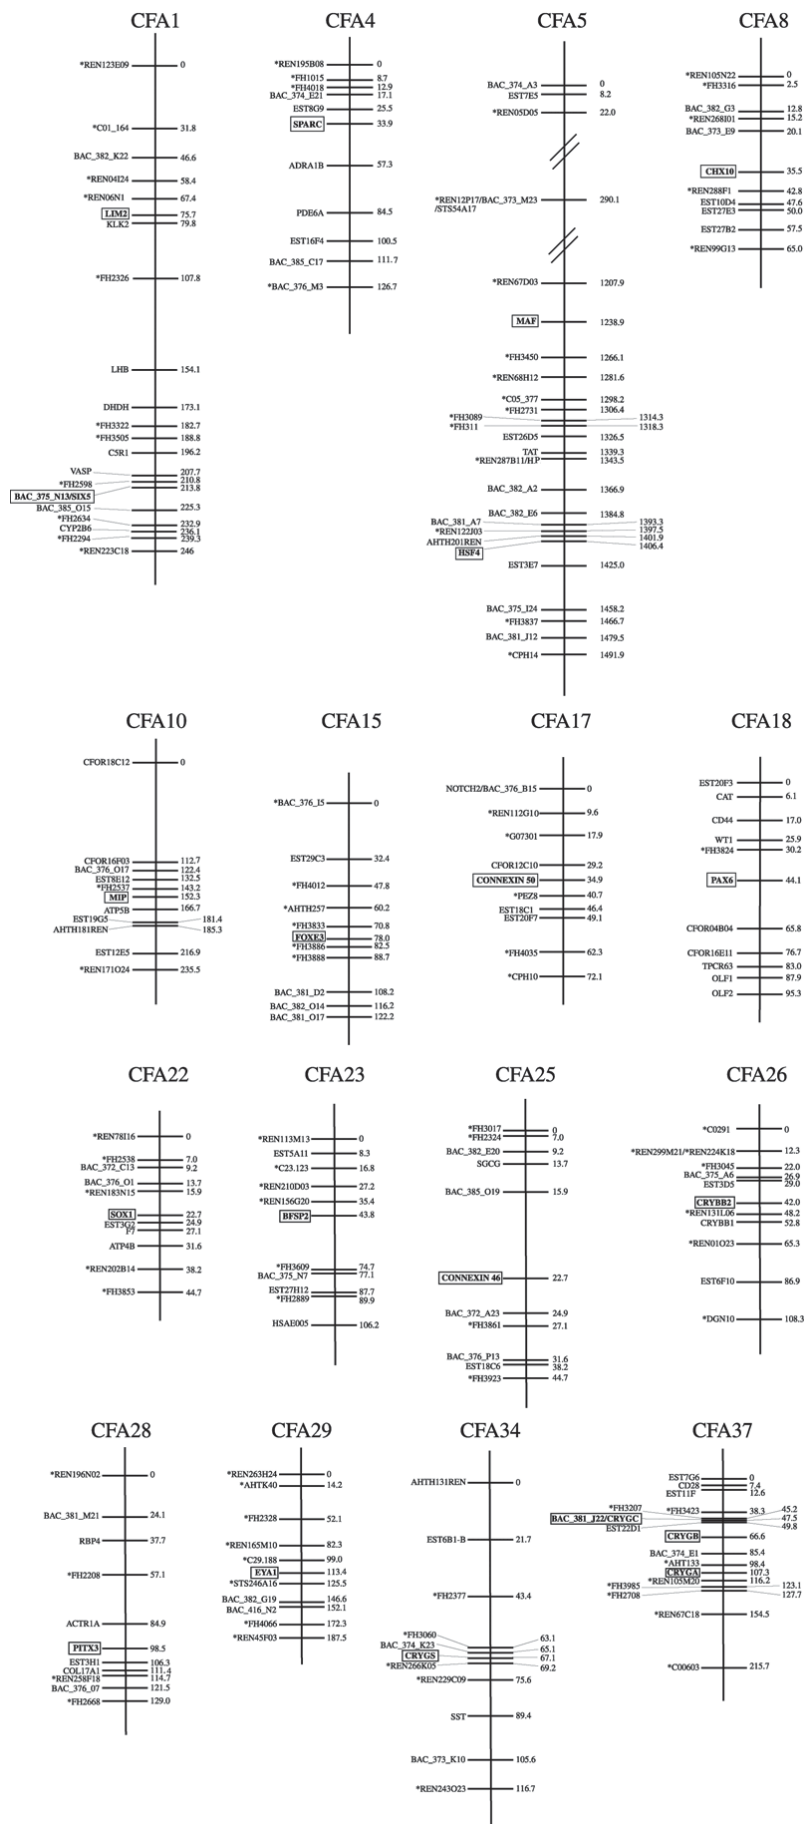 CFA1
*REN123E09 0
*C01_164 31.8
BAC_382_K22 46.6
*REN04I24 58.4
*REN06N1 67.4
LIM2 75.7
KLK2 79.8
*FH2326 107.8
LHB 154.1
DHDH 173.1
*FH3322 182.7
*FH3505 188.8
C5R1 196.2
VASP 207.7
*FH2598 210.8
BAC_375_N13/SIX5 213.8
BAC_385_O15 225.3
*FH2634 232.9
CYP2B6 236.1
*FH2294 239.3
*REN223C18 246
CFA4
*REN195B08 0
*FH1015 8.7
*FH4018 12.9
BAC_374_E21 17.1
EST8G9 25.5
SPARC 33.9
ADRA1B 57.3
PDE6A 84.5
EST16F4 100.5
BAC_385_C17 111.7
*BAC_376_M3 126.7
CFA5
BAC_374_A3 0
EST7E5 8.2
*REN05D05 22.0
*REN12P17/BAC_373_M23 290.1
/STS54A17
*REN67D03 1207.9
MAF 1238.9
*FH3450 1266.1
*REN68H12 1281.6
*C05_377 1298.2
*FH2731 1306.4
*FH3089 1314.3
*FH311 1318.3
EST26D5 1326.5
TAT 1339.3
*REN287B11/H.P 1343.5
BAC_382_A2 1366.9
BAC_382_E6 1384.8
BAC_381_A7 1393.3
*REN122J03 1397.5
AHTH201REN 1401.9
HSF4 1406.4
EST3E7 1425.0
BAC_375_I24 1458.2
*FH3837 1466.7
BAC_381_J12 1479.5
*CPH14 1491.9
CFA8
*REN105N22 0
*FH3316 2.5
BAC_382_G3 12.8
*REN268I01 15.2
BAC_373_E9 20.1
CHX10 35.5
*REN288F1 42.8
EST10D4 47.6
EST27E3 50.0
EST27B2 57.5
*REN99G13 65.0
CFA10
CFOR18C12 0
CFOR16F03 112.7
BAC_376_O17 122.4
EST8E12 132.5
*FH2537 143.2
MIP 152.3
ATP5B 166.7
EST19G5 181.4
AHTH181REN 185.3
EST12E5 216.9
*REN171O24 235.5
CFA15
*BAC_376_I5 0
EST29C3 32.4
*FH4012 47.8
*AHTH257 60.2
*FH3833 70.8
FOXE3 78.0
*FH3886 82.5
*FH3888 88.7
BAC_381_D2 108.2
BAC_382_O14 116.2
BAC_381_O17 122.2
CFA17
NOTCH2/BAC_376_B15 0
*REN112G10 9.6
*G07301 17.9
CFOR12C10 29.2
CONNEXIN 50 34.9
*PEZ8 40.7
EST18C1 46.4
EST20F7 49.1
*FH4035 62.3
*CPH10 72.1
CFA18
EST20F3 0
CAT 6.1
CD44 17.0
WT1 25.9
*FH3824 30.2
PAX6 44.1
CFOR04B04 65.8
CFOR16E11 76.7
TPCR63 83.0
OLF1 87.9
OLF2 95.3
CFA22
*REN78I16 0
*FH2538 7.0
BAC_372_C13 9.2
BAC_376_O1 13.7
*REN183N15 15.9
SOX1 22.7
EST3G2 24.9
F7 27.1
ATP4B 31.6
*REN202B14 38.2
*FH3853 44.7
CFA23
*REN113M13 0
EST5A11 8.3
*C23.123 16.8
*REN210D03 27.2
*REN156G20 35.4
BFSP2 43.8
*FH3609 74.7
BAC_375_N7 77.1
EST27H12 87.7
*FH2889 89.9
HSAE005 106.2
CFA25
*FH3017 0
*FH2324 7.0
BAC_382_E20 9.2
SGCG 13.7
BAC_385_O19 15.9
CONNEXIN 46 22.7
BAC_372_A23 24.9
*FH3861 27.1
BAC_376_P13 31.6
EST18C6 38.2
*FH3923 44.7
CFA26
*C0291 0
*REN299M21/*REN224K18 12.3
*FH3045 22.0
BAC_375_A6 26.9
EST3D5 29.0
CRYBB2 42.0
*REN131L06 48.2
CRYBB1 52.8
*REN01O23 65.3
EST6F10 86.9
*DGN10 108.3
CFA28
*REN196N02 0
BAC_381_M21 24.1
RBP4 37.7
*FH2208 57.1
ACTR1A 84.9
PITX3 98.5
EST3H1 106.3
COL17A1 111.4
*REN258F18 114.7
BAC_376_07 121.5
*FH2668 129.0
CFA29
*REN263H24 0
*AHTK40 14.2
*FH2328 52.1
*REN165M10 82.3
*C29.188 99.0
EYA1 113.4
*STS246A16 125.5
BAC_382_G19 146.6
BAC_416_N2 152.1
*FH4066 172.3
*REN45F03 187.5
CFA34
AHTH131REN 0
EST6B1-B 21.7
*FH2377 43.4
*FH3060 63.1
BAC_374_K23 65.1
CRYGS 67.1
*REN266K05 69.2
*REN229C09 75.6
SST 89.4
BAC_373_K10 105.6
*REN243O23 116.7
CFA37
EST7G6 0
CD28 7.4
EST11F 12.6
*FH3423 38.3
*FH3207 45.2
BAC_381_J22/CRYGC 47.5
EST22D1 49.8
CRYGB 66.6
BAC_374_E1 85.4
*AHT133 98.4
CRYGA 107.3
*REN105M20 116.2
*FH3985 123.1
*FH2708 127.7
*REN67C18 154.5
*C00603 215.7